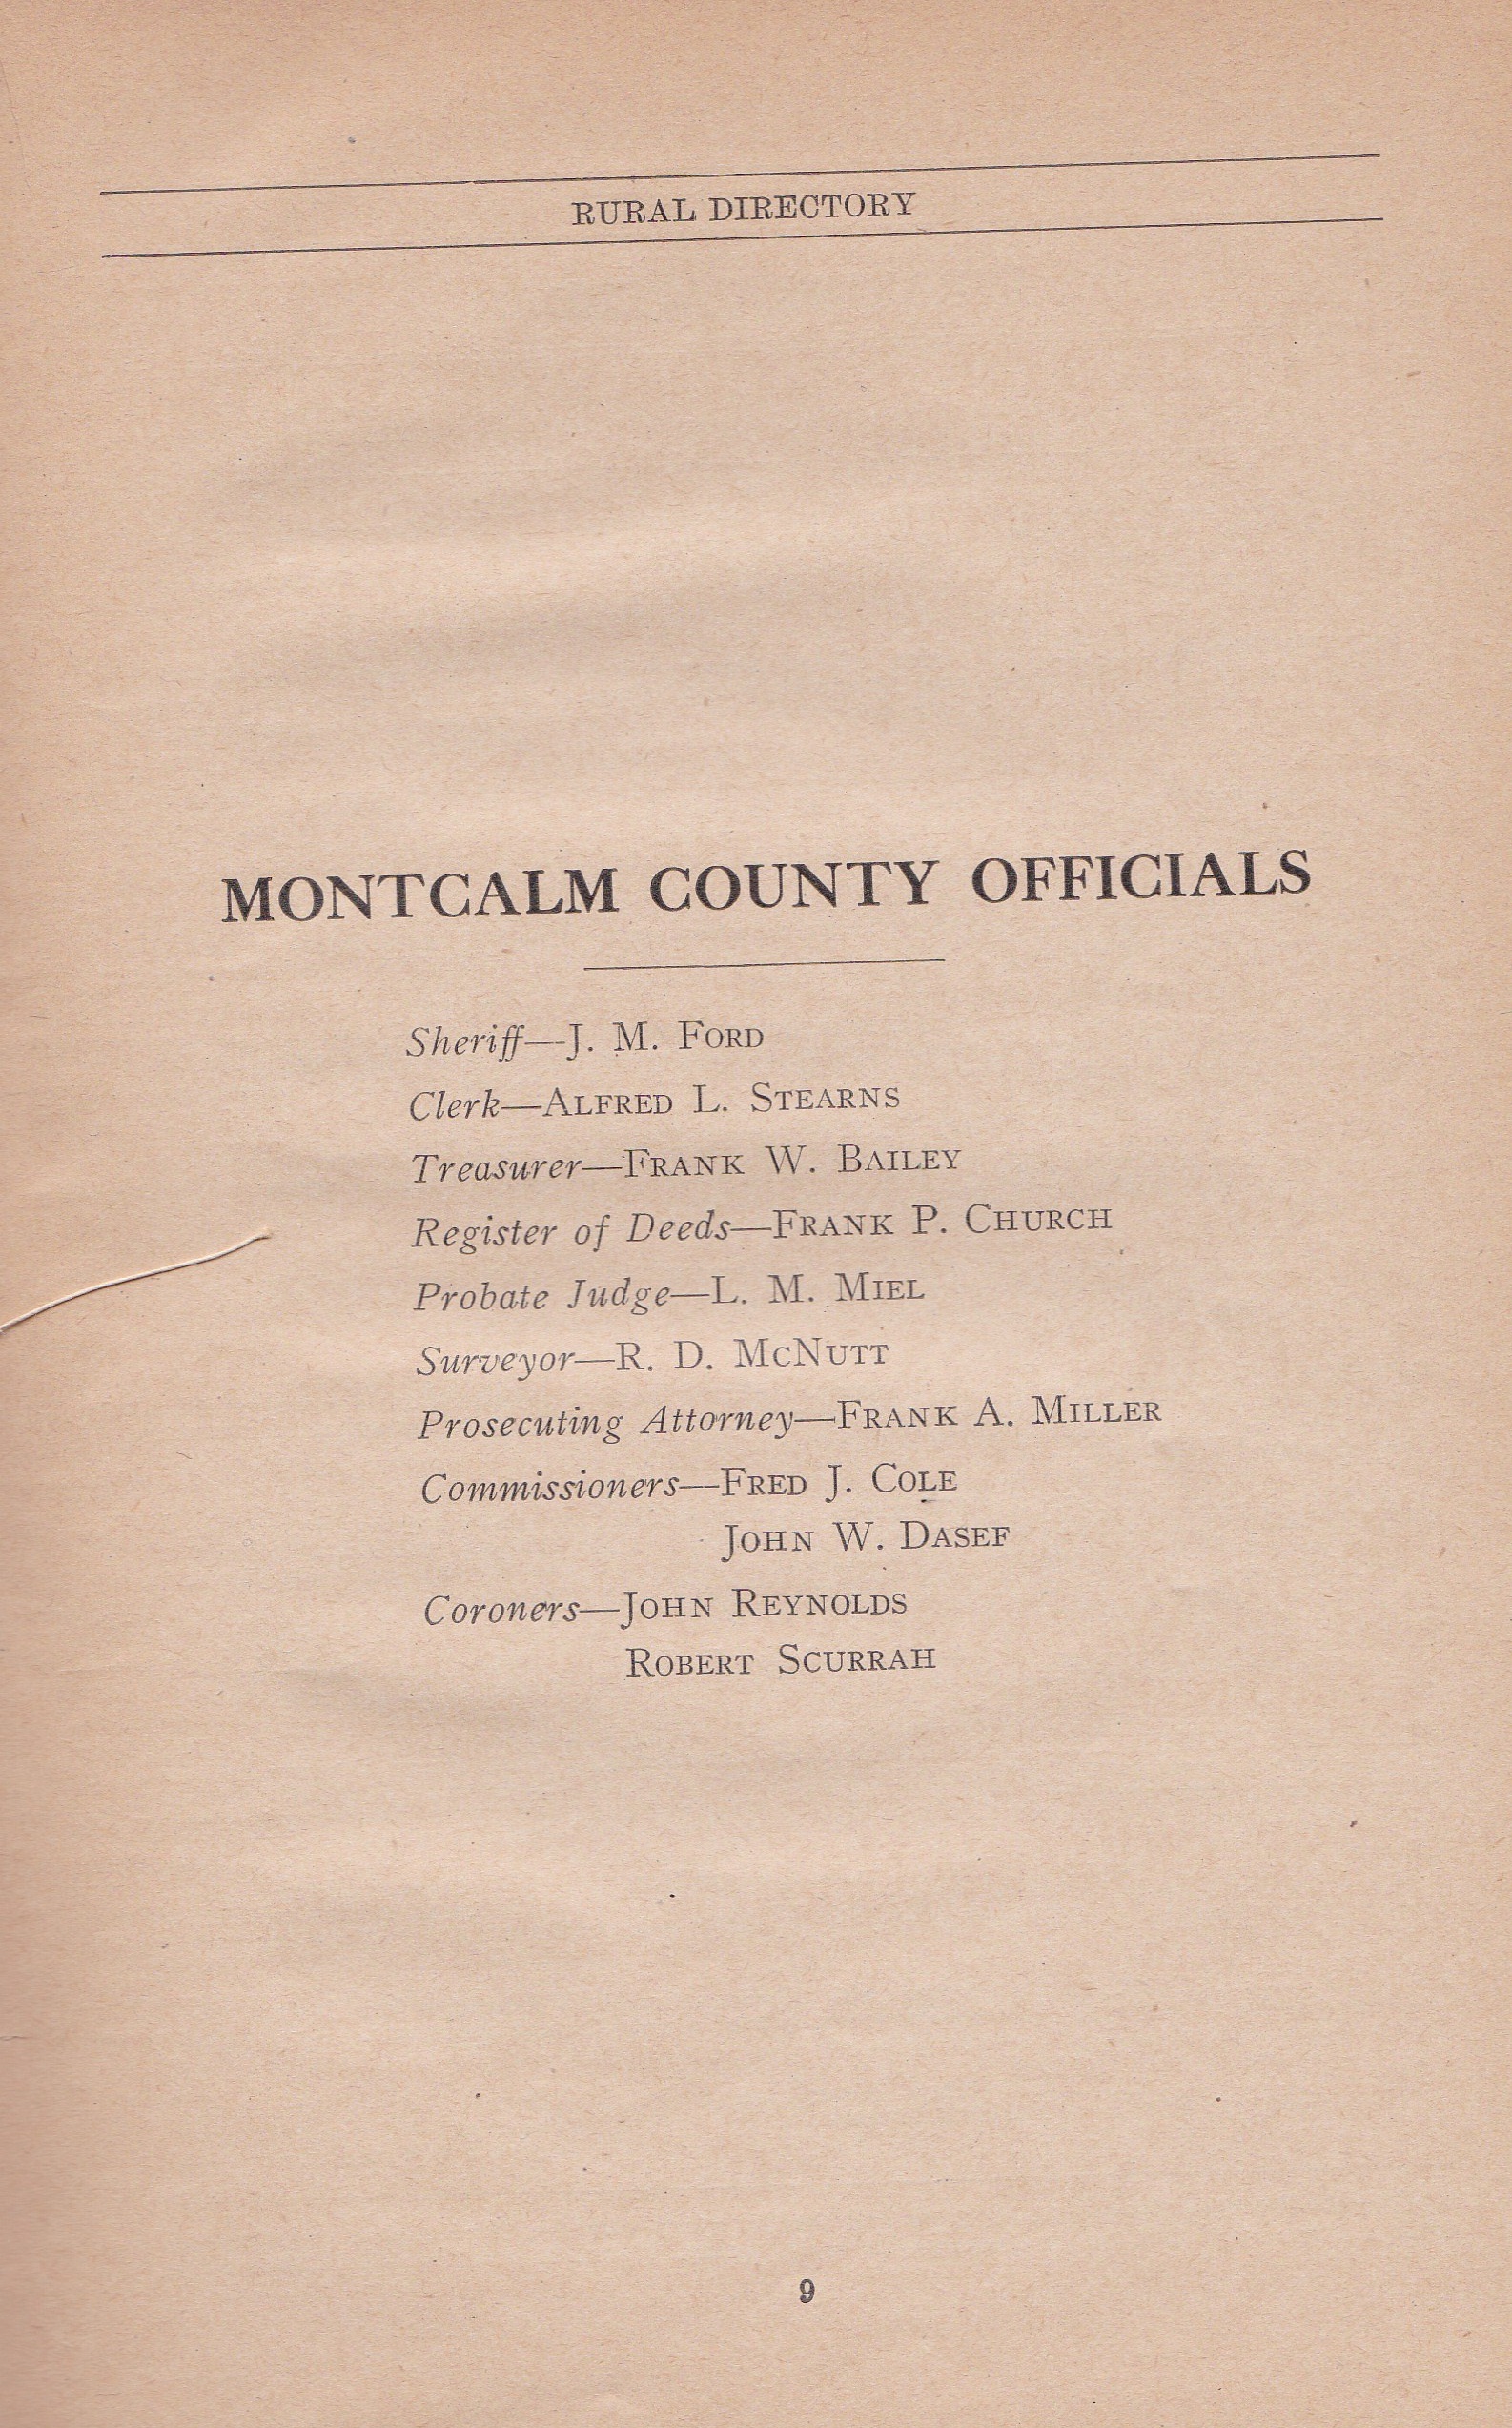 RURAL DIRECTORY
MONTCALM COUNTY OFFICIALS
Sheriff—J. M. FORD
Clerk—ALFRED L. STEARNS
Treasurer—FRANK W. BAILEY
Register of Deeds—FRANK P. CHURCH
Probate Judge—L. M. MIEL
Surveyor—R. D. MCNUTT
Prosecuting Attorney—FRANK A. MILLER
Commissioners—FRED J. COLE
JOHN W. DASEF
Coroners—JOHN REYNOLDS
ROBERT SCURRAH
9